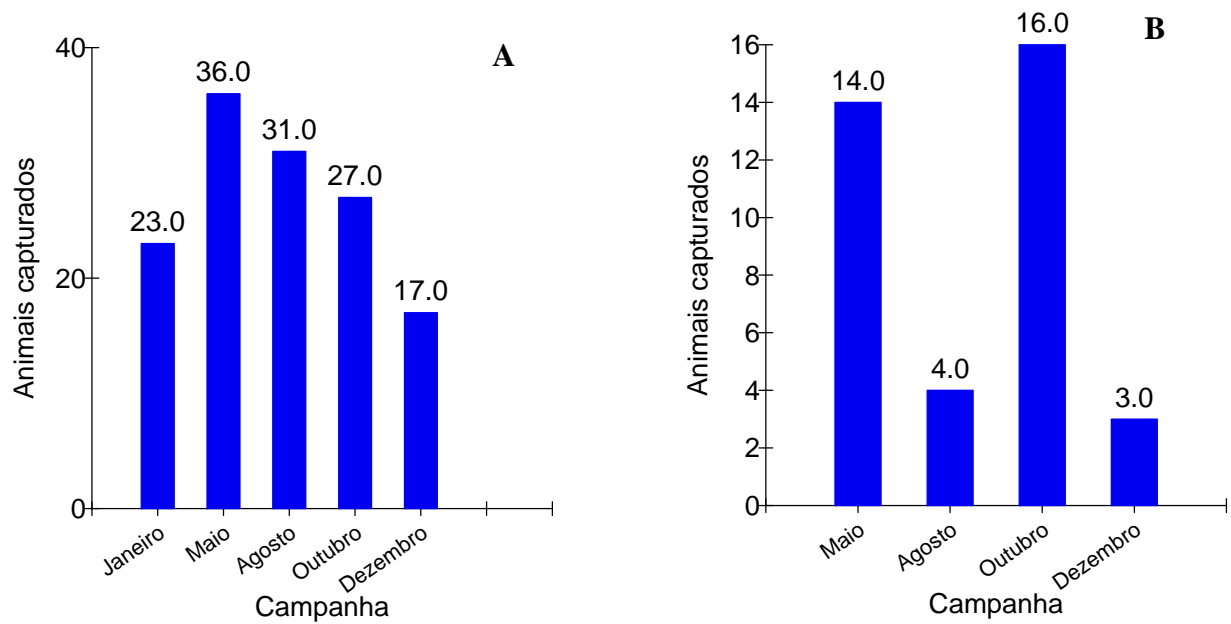 A
Animais capturados
40
20
0
23.0
36.0
31.0
27.0
17.0
Janeiro
Maio
Agosto
Outubro
Dezembro
Campanha
B
Animais capturados
16
14
12
10
8
6
4
2
0
14.0
4.0
16.0
3.0
Maio
Agosto
Outubro
Dezembro
Campanha